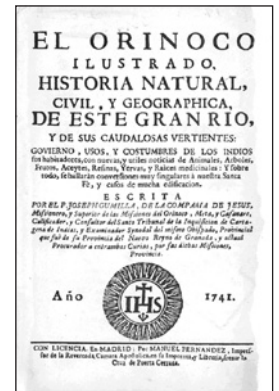 EL ORINOCO
ILUSTRADO,
HISTORIA NATURAL,
CIVIL, Y GEOGRAPHICA,
DE ESTE GRAN RIO,
Y DE SUS CAUDALOSAS VERTIENTES:
GOVIERNO, USOS, Y COSTUMBRES DE LOS INDIOS
sus habitadores, con nuevas, y utiles noticias de Animales, Arboles,
Frutos, Aceytes, Resinas, Yervas, y Raìces medicinales: Y sobre
todo, se hallaràn conversiones muy singulares à nuestra Santa
Fè, y casos de mucha edificacion.
ESCRITA
POR EL P. JOSEPH GUMILLA, DE LA COMPAÑIA DE JESUS,
Missionero, y Superior de las Missiones del Orinoco, Meta, y Casanare,
Calificador, y Consultor del Santo Tribunal de la Inquisicion de Carta-
gena de Indias, y Examinador Synodal del mismo Obispado, Provincial
que fuè de su Provincia del Nuevo Reyno de Granada, y actual
Procurador à entrambas Curias, por sus dichas Missiones,
Provincia.
Año IHS 1741.
CON LICENCIA. En MADRID: Por MANUEL FERNANDEZ, Impres-
sor de la Reverenda Camara Apostolica, en su Imprenta, y Librerìa, frente la
Cruz de Puerta Cerrada.